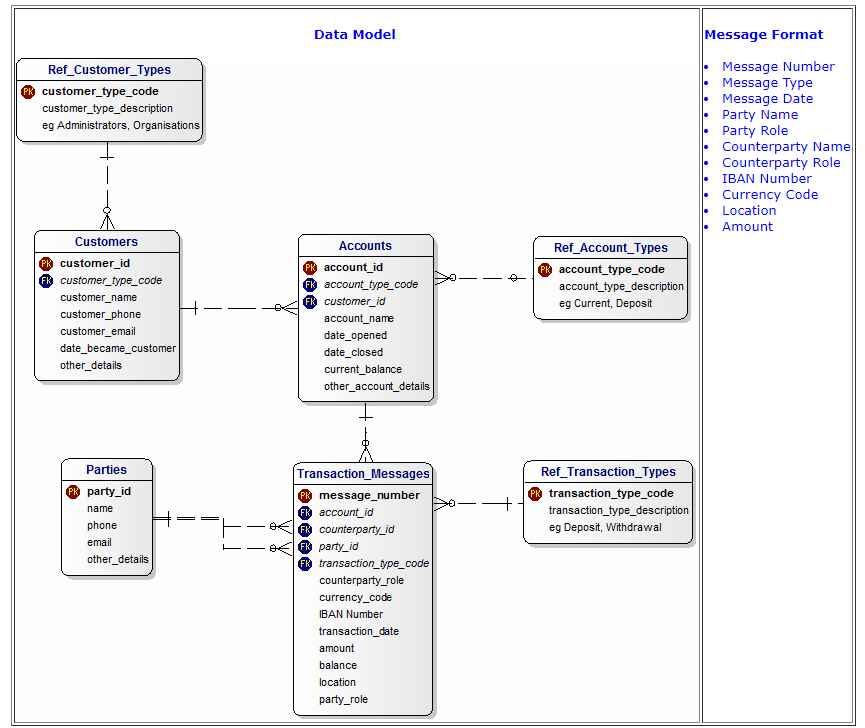 Data Model
Ref_Customer_Types
PK customer_type_code
customer_type_description
eg Administrators, Organisations
Customers
PK customer_id
FK customer_type_code
customer_name
customer_phone
customer_email
date_became_customer
other_details
Accounts
PK account_id
FK account_type_code
FK customer_id
account_name
date_opened
date_closed
current_balance
other_account_details
Ref_Account_Types
PK account_type_code
account_type_description
eg Current, Deposit
Parties
PK party_id
name
phone
email
other_details
Transaction_Messages
PK message_number
FK account_id
FK counterparty_id
FK party_id
FK transaction_type_code
counterparty_role
currency_code
IBAN Number
transaction_date
amount
balance
location
party_role
Ref_Transaction_Types
PK transaction_type_code
transaction_type_description
eg Deposit, Withdrawal
Message Format
• Message Number
• Message Type
• Message Date
• Party Name
• Party Role
• Counterparty Name
• Counterparty Role
• IBAN Number
• Currency Code
• Location
• Amount